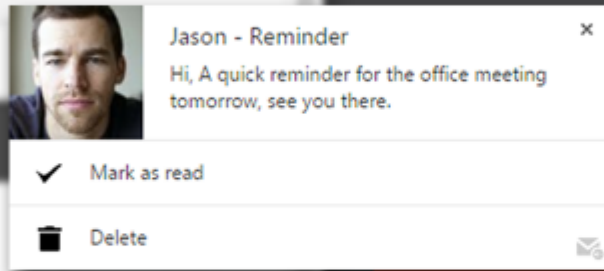 Jason - Reminder
Hi, A quick reminder for the office meeting
tomorrow, see you there.
Mark as read
Delete